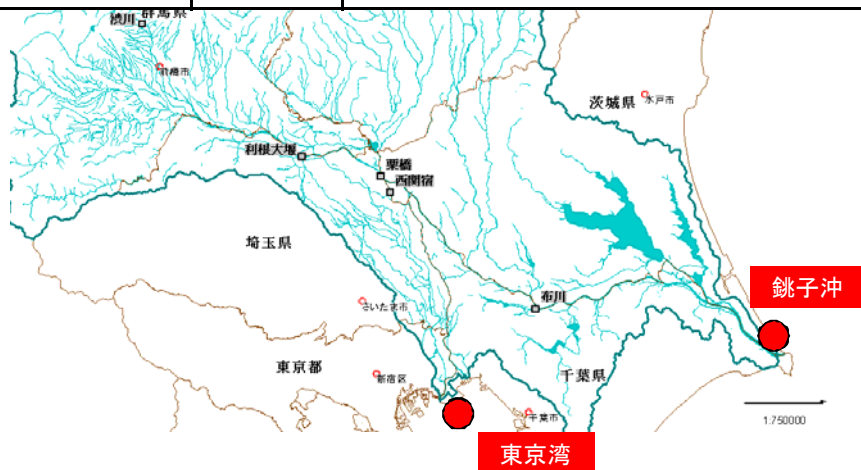 群馬県
渋川
前橋市
茨城県
水戸市
利根大堰
栗橋
西関宿
埼玉県
銚子沖
布川
さいたま市
東京都
新宿区
千葉県
千葉市
1:750000
東京湾